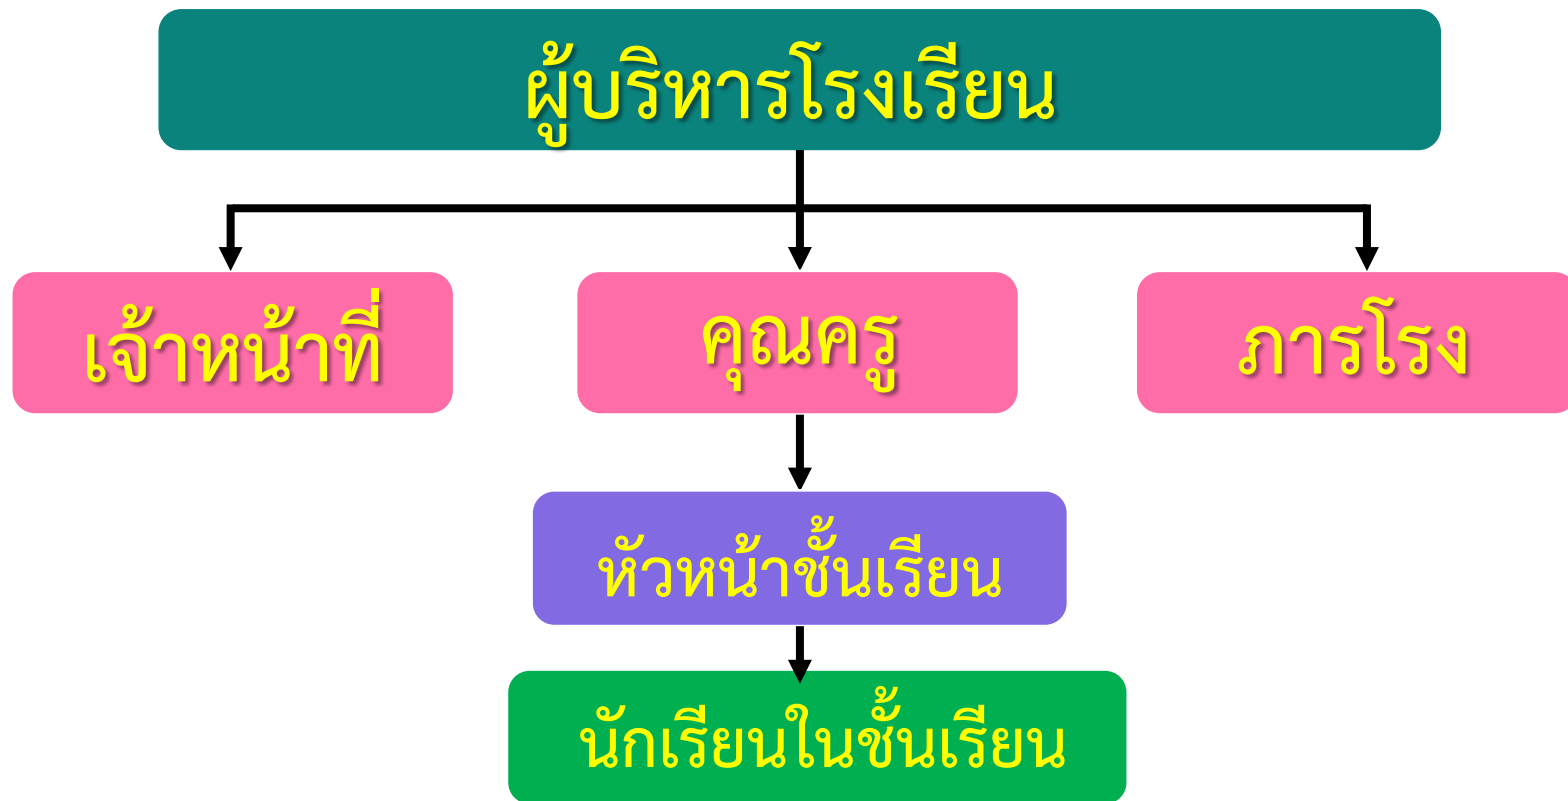 ผู้บริหารโรงเรียน
เจ้าหน้าที่
คุณครู
ภารโรง
หัวหน้าชั้นเรียน
นักเรียนในชั้นเรียน